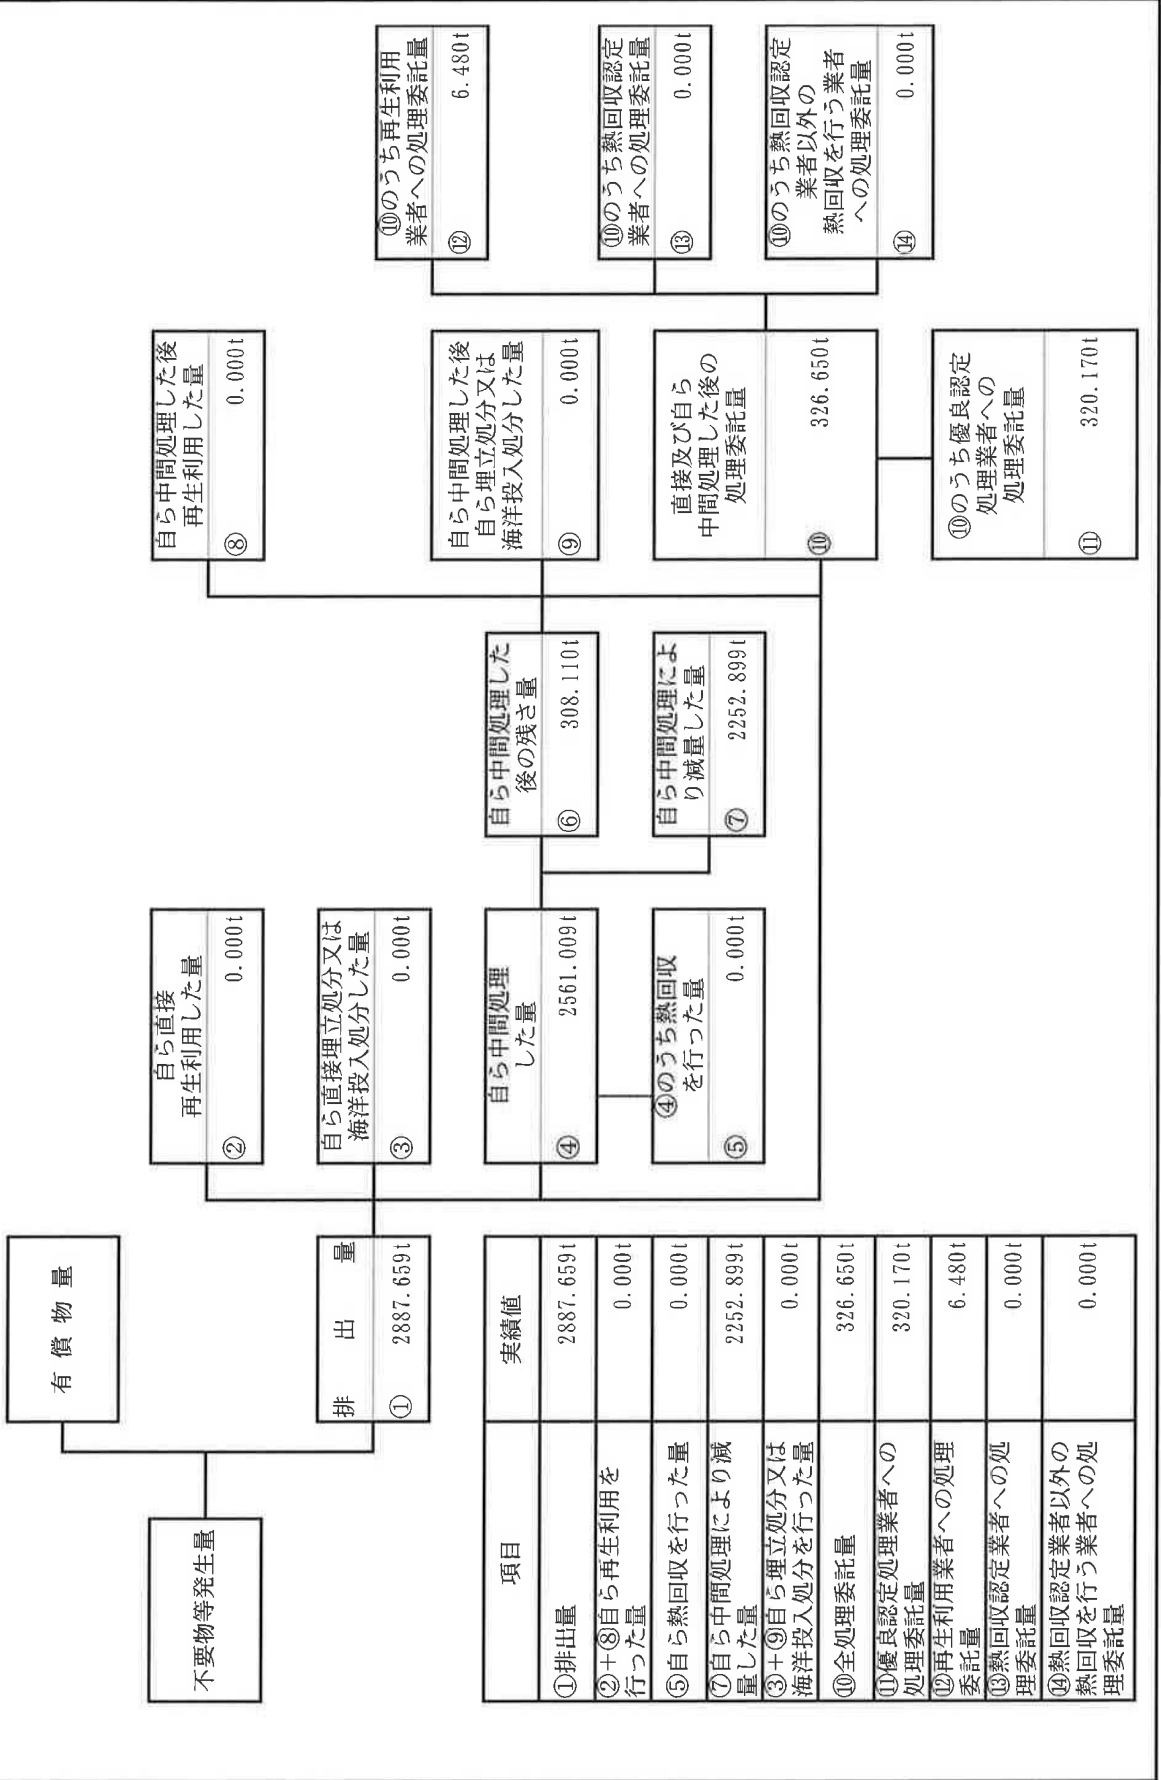 有償物量
不要物等発生量
排出量
① 2887.659t
自ら直接
再生利用した量
② 0.000t
自ら直接埋立処分又は
海洋投入処分した量
③ 0.000t
自ら中間処理
した量
④ 2561.009t
④のうち熱回収
を行った量
⑤ 0.000t
自ら中間処理した
後の残さ量
⑥ 308.110t
自ら中間処理によ
り減量した量
⑦ 2252.899t
自ら中間処理した後
再生利用した量
⑧ 0.000t
自ら中間処理した後
自ら埋立処分又は
海洋投入処分した量
⑨ 0.000t
直接及び自ら
中間処理した後の
処理委託量
⑩ 326.650t
⑩のうち優良認定
処理業者への
処理委託量
⑪ 320.170t
⑩のうち再生利用
業者への処理委託量
⑫ 6.480t
⑩のうち熱回収認定
業者への処理委託量
⑬ 0.000t
⑩のうち熱回収認定
業者以外の
熱回収を行う業者
への処理委託量
⑭ 0.000t
項目 実績値
①排出量 2887.659t
②+⑧自ら再生利用を
行った量 0.000t
⑤自ら熱回収を行った量 0.000t
⑦自ら中間処理により減
量した量 2252.899t
③+⑨自ら埋立処分又は
海洋投入処分を行った量 0.000t
⑩全処理委託量 326.650t
⑪優良認定処理業者への
処理委託量 320.170t
⑫再生利用業者への処理
委託量 6.480t
⑬熱回収認定業者への処
理委託量 0.000t
⑭熱回収認定業者以外の
熱回収を行う業者への処
理委託量 0.000t